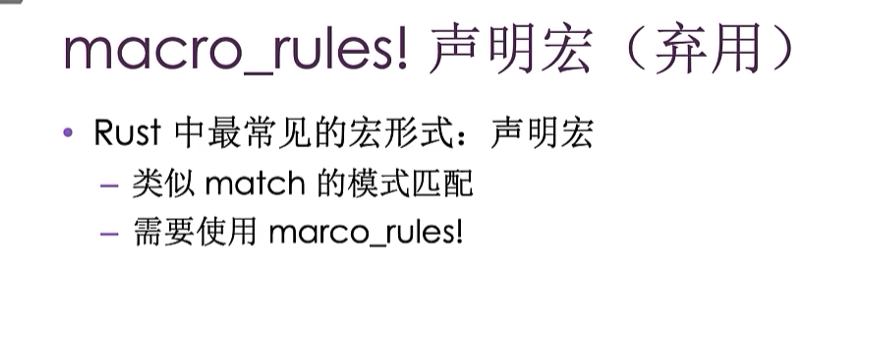 macro_rules! 声明宏（弃用）
• Rust 中最常见的宏形式：声明宏
– 类似 match 的模式匹配
– 需要使用 marco_rules!